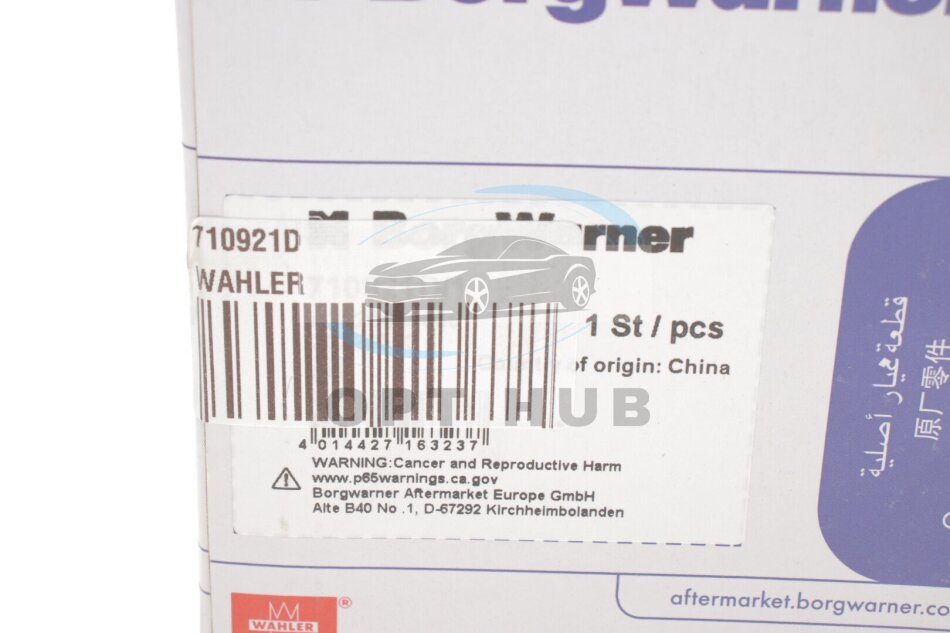 BorgWarner
BorgWarner
710921D
WAHLER
1 St / pcs
of origin: China
OPT HUB
4 014427 163237
WARNING:Cancer and Reproductive Harm
www.p65warnings.ca.gov
Borgwarner Aftermarket Europe GmbH
Alte B40 No .1, D-67292 Kirchheimbolanden
قطعة غيار أصلية
原厂零件
WAHLER®
aftermarket.borgwarner.co